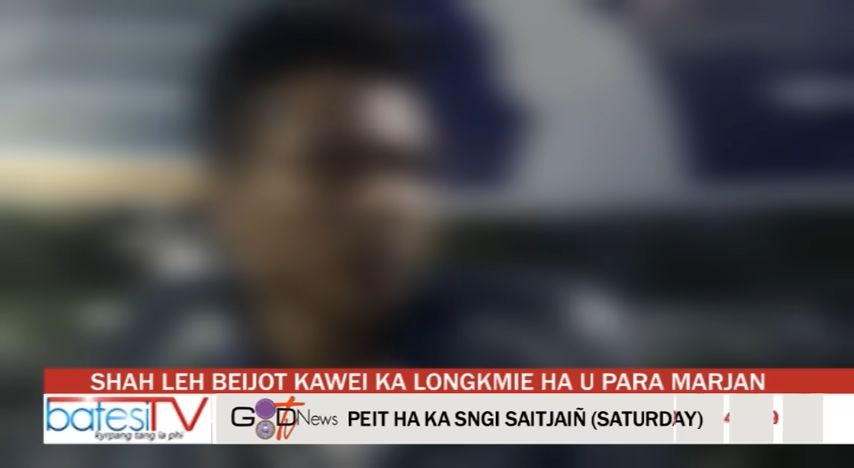 SHAH LEH BEIJOT KAWEI KA LONGKMIE HA U PARA MARJAN
batesiTV
kyrpang tang ia phi
GOD tv News PEIT HA KA SNGI SAITJAIÑ (SATURDAY)